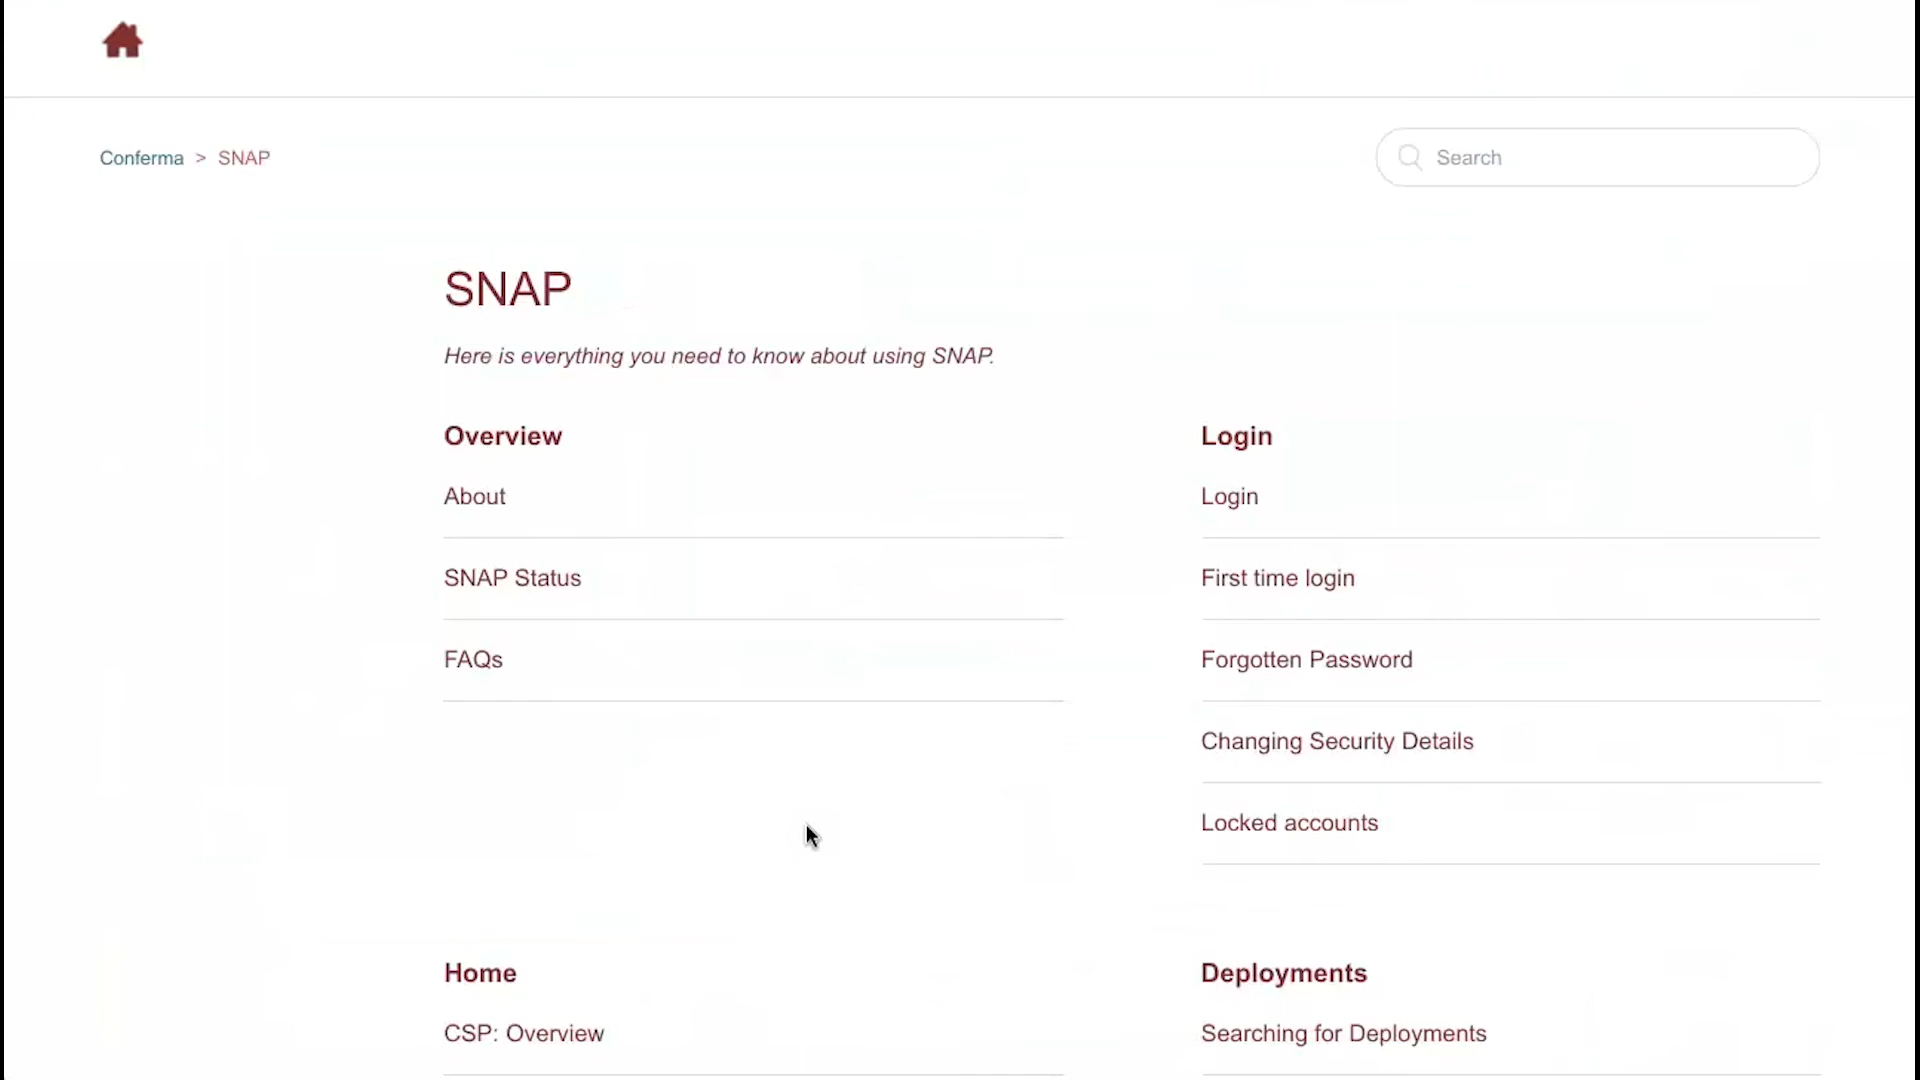 Conferma > SNAP
Search
SNAP
Here is everything you need to know about using SNAP.
Overview
About
SNAP Status
FAQs
Login
Login
First time login
Forgotten Password
Changing Security Details
Locked accounts
Home
CSP: Overview
Deployments
Searching for Deployments